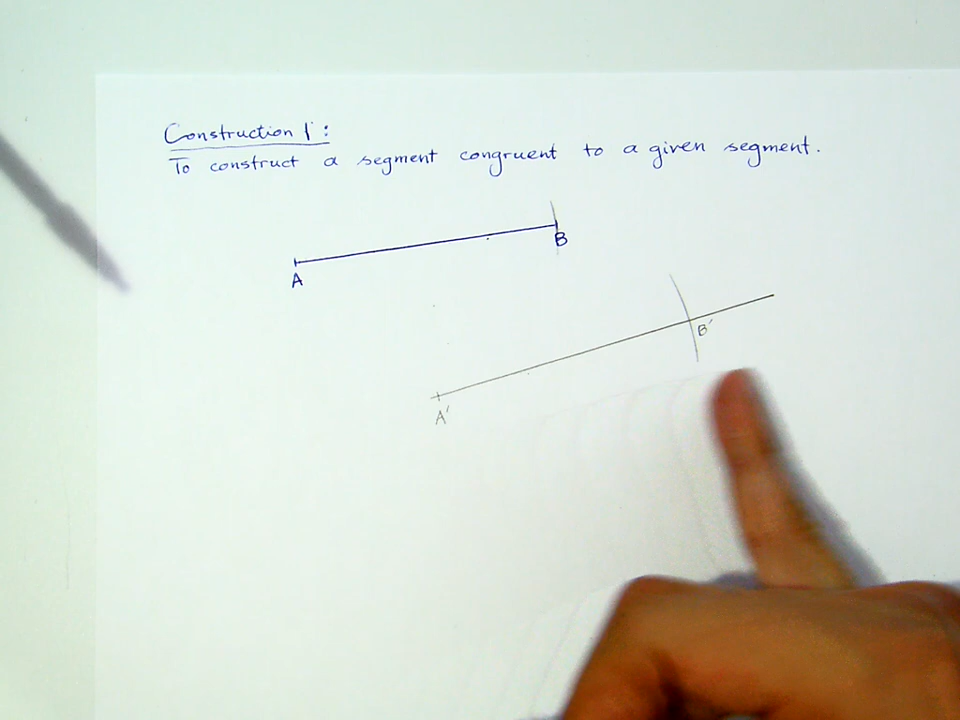 Construction 1:
To construct a segment congruent to a given segment.
B
A
B'
A'